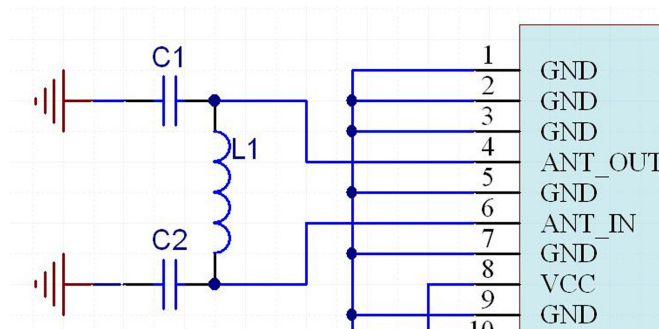 C1
L1
C2
1 GND
2 GND
3 GND
4 ANT_OUT
5 GND
6 ANT_IN
7 GND
8 VCC
9 GND
10